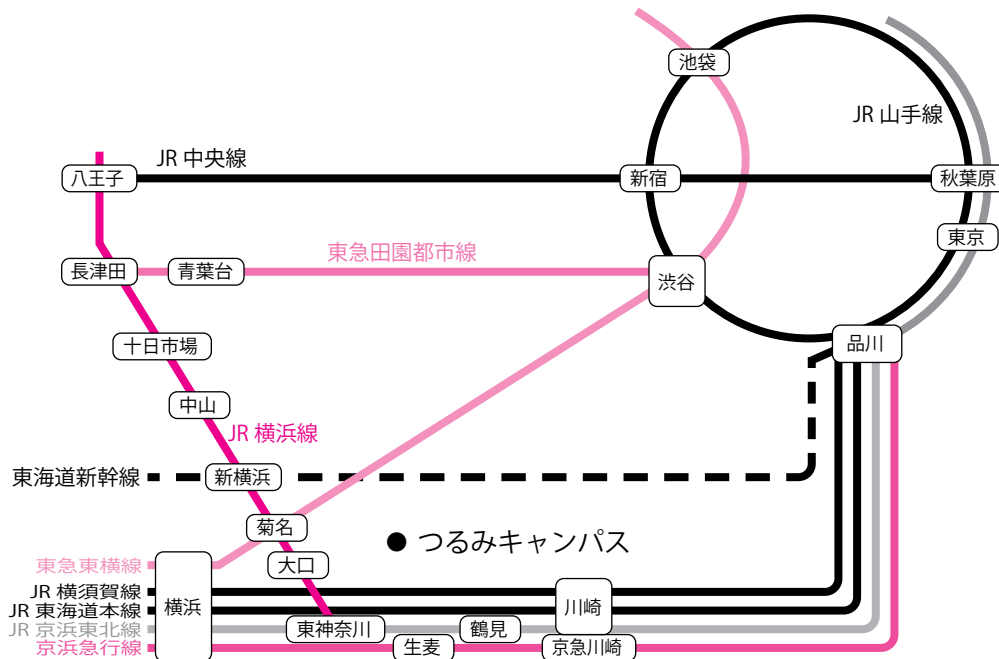 池袋
JR 山手線
JR 中央線
八王子
新宿
秋葉原
東京
東急田園都市線
長津田
青葉台
渋谷
十日市場
品川
中山
JR 横浜線
東海道新幹線
新横浜
菊名
● つるみキャンパス
大口
東急東横線
JR 横須賀線
横浜
川崎
JR 東海道本線
JR 京浜東北線
東神奈川
鶴見
京浜急行線
生麦
京急川崎